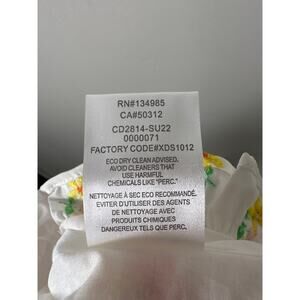 RN#134985
CA#50312
CD2814-SU22
0000071
FACTORY CODE#XDS1012
ECO DRY CLEAN ADVISED.
AVOID CLEANERS THAT
USE HARMFUL
CHEMICALS LIKE "PERC."
NETTOYAGE À SEC ECO RECOMMANDÉ.
EVITER D'UTILISER DES AGENTS
NETTOYAGE AVEC
PRODUITS CHIMIQUES
DANGEREUX TELS QUE PERC.